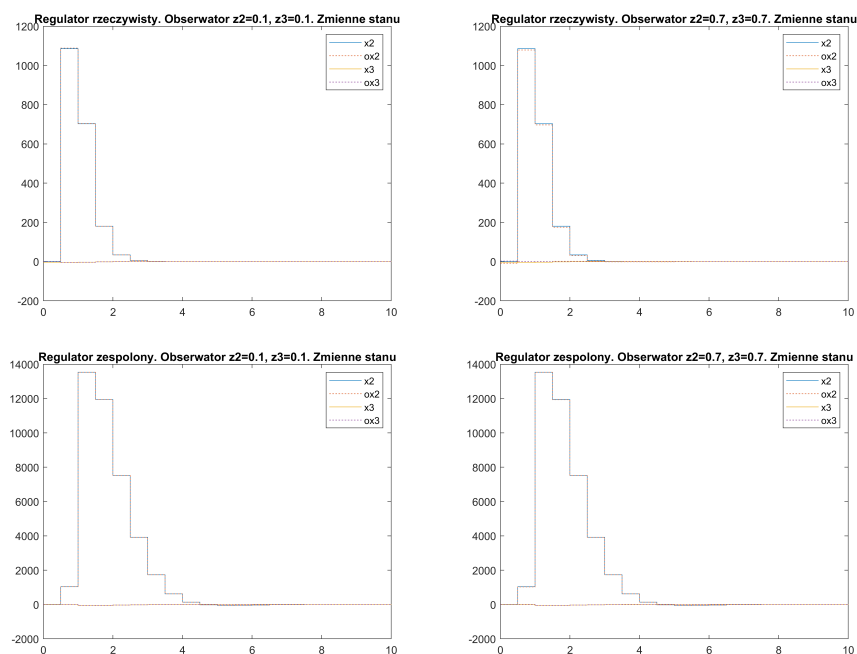 Regulator rzeczywisty. Obserwator z2=0.1, z3=0.1. Zmienne stanu
1200
1000
800
600
400
200
0
-200
0 2 4 6 8 10
x2
ox2
x3
ox3
Regulator rzeczywisty. Obserwator z2=0.7, z3=0.7. Zmienne stanu
1200
1000
800
600
400
200
0
-200
0 2 4 6 8 10
x2
ox2
x3
ox3
Regulator zespolony. Obserwator z2=0.1, z3=0.1. Zmienne stanu
14000
12000
10000
8000
6000
4000
2000
0
-2000
0 2 4 6 8 10
x2
ox2
x3
ox3
Regulator zespolony. Obserwator z2=0.7, z3=0.7. Zmienne stanu
14000
12000
10000
8000
6000
4000
2000
0
-2000
0 2 4 6 8 10
x2
ox2
x3
ox3